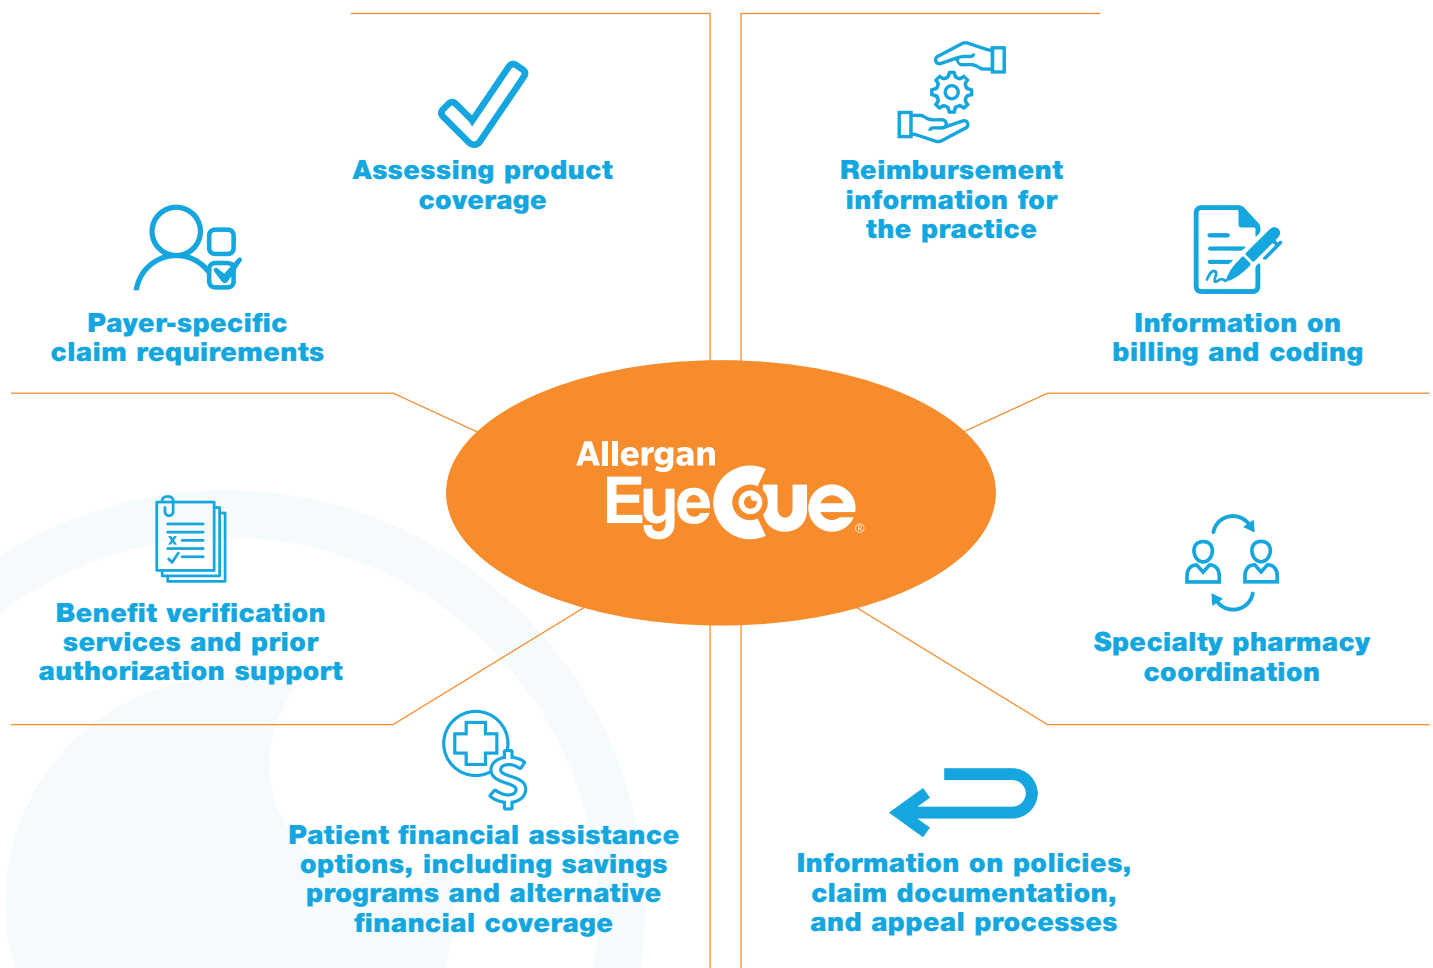 Assessing product
coverage
Reimbursement
information for
the practice
Payer-specific
claim requirements
Information on
billing and coding
Allergan
EyeCue®
Benefit verification
services and prior
authorization support
Specialty pharmacy
coordination
Patient financial assistance
options, including savings
programs and alternative
financial coverage
Information on policies,
claim documentation,
and appeal processes